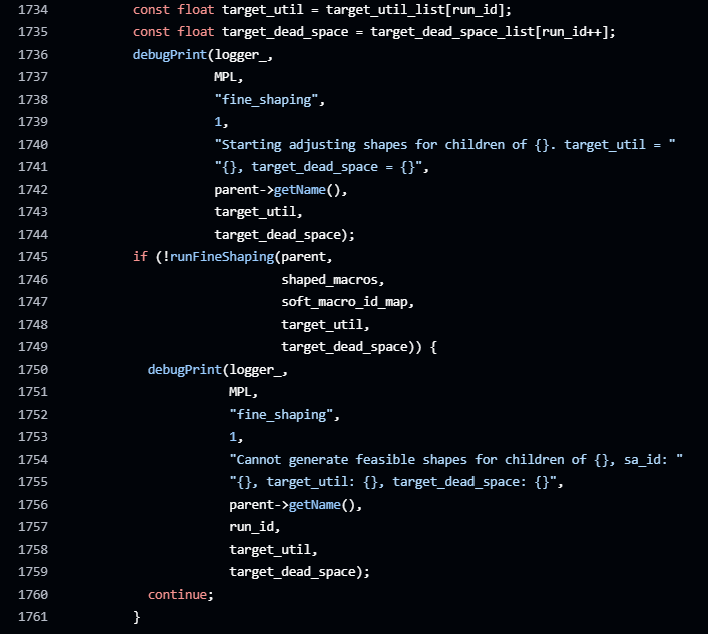 1734 const float target_util = target_util_list[run_id];
1735 const float target_dead_space = target_dead_space_list[run_id++];
1736 debugPrint(logger_,
1737 MPL,
1738 "fine_shaping",
1739 1,
1740 "Starting adjusting shapes for children of {}. target_util = "
1741 "{}, target_dead_space = {}",
1742 parent->getName(),
1743 target_util,
1744 target_dead_space);
1745 if (!runFineShaping(parent,
1746 shaped_macros,
1747 soft_macro_id_map,
1748 target_util,
1749 target_dead_space)) {
1750 debugPrint(logger_,
1751 MPL,
1752 "fine_shaping",
1753 1,
1754 "Cannot generate feasible shapes for children of {}, sa_id: "
1755 "{}, target_util: {}, target_dead_space: {}",
1756 parent->getName(),
1757 run_id,
1758 target_util,
1759 target_dead_space);
1760 continue;
1761 }